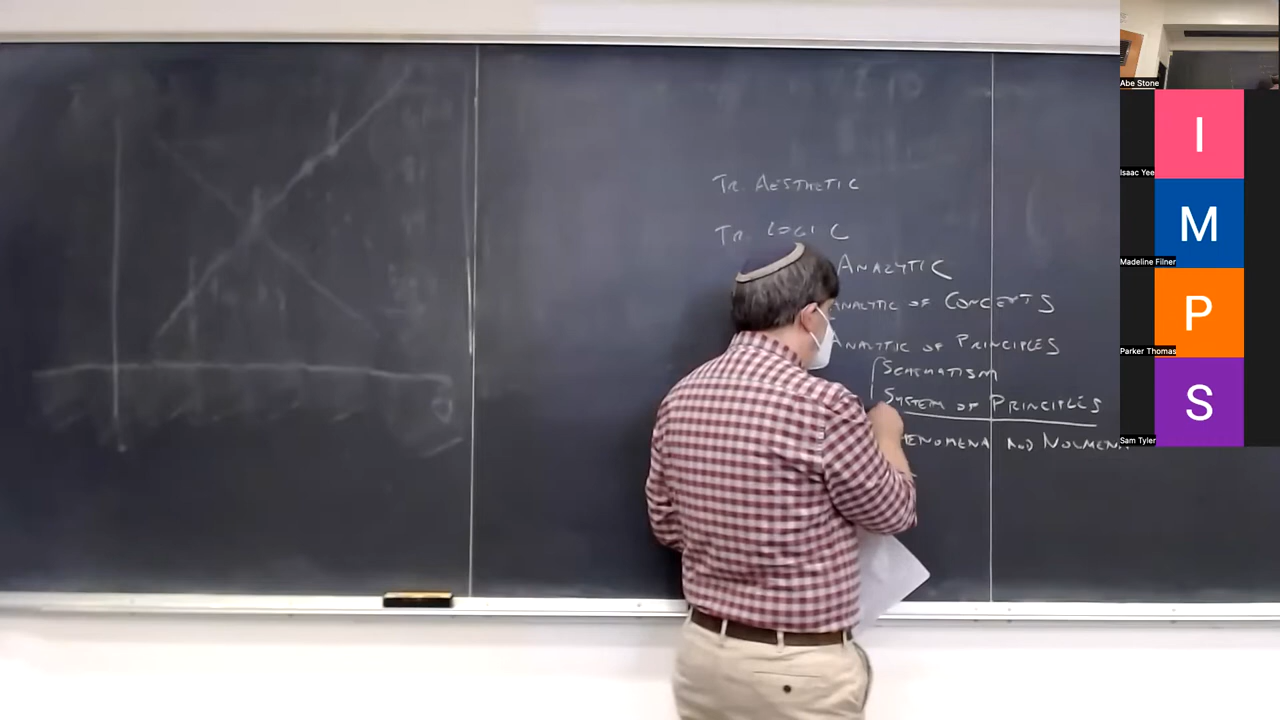 Tr. AESTHETIC
Tr. LOGIC
ANALYTIC
ANALYTIC OF CONCEPTS
ANALYTIC OF PRINCIPLES
SCHEMATISM
SYSTEM OF PRINCIPLES
HENOMENA AND NOUMENA
Abe Stone
I
Isaac Yee
M
Madeline Filner
P
Parker Thomas
S
Sam Tyler